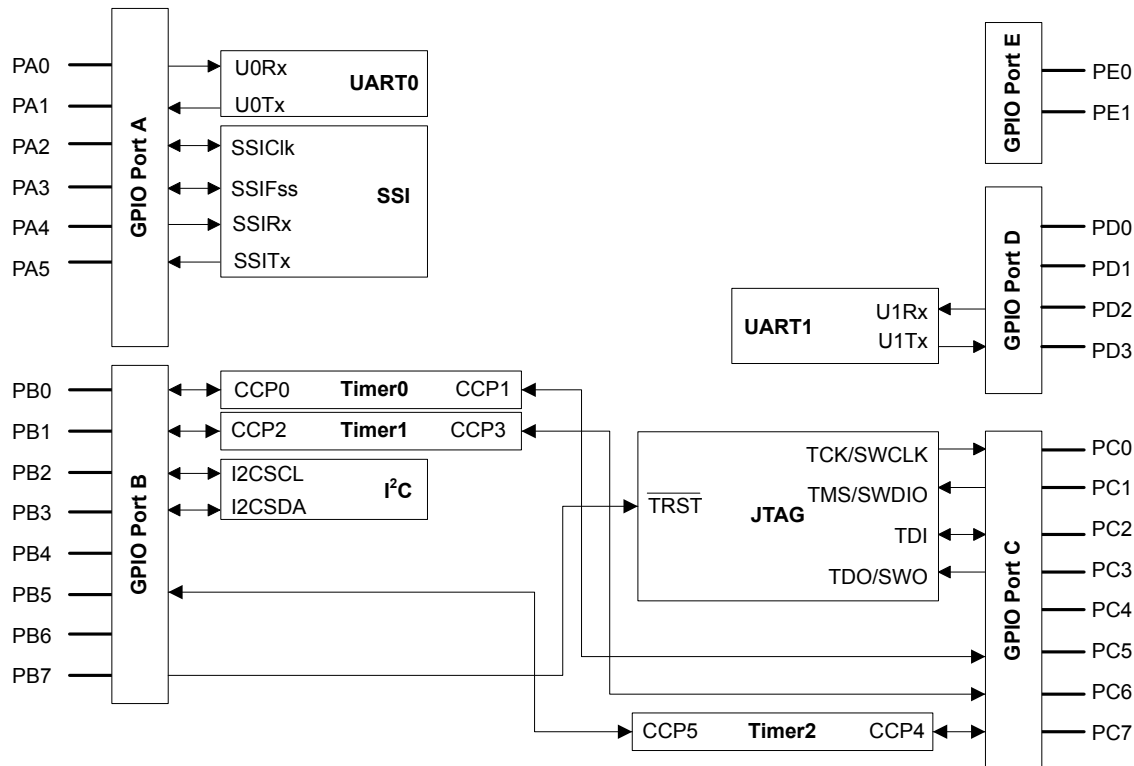 PA0
PA1
PA2
PA3
PA4
PA5
GPIO Port A
U0Rx
U0Tx
UART0
SSIClk
SSIFss
SSIRx
SSITx
SSI
GPIO Port E
PE0
PE1
GPIO Port D
PD0
PD1
PD2
PD3
UART1
U1Rx
U1Tx
PB0
PB1
PB2
PB3
PB4
PB5
PB6
PB7
GPIO Port B
CCP0 Timer0 CCP1
CCP2 Timer1 CCP3
I2CSCL
I2CSDA
I²C
TRST
JTAG
TCK/SWCLK
TMS/SWDIO
TDI
TDO/SWO
GPIO Port C
PC0
PC1
PC2
PC3
PC4
PC5
PC6
PC7
CCP5 Timer2 CCP4